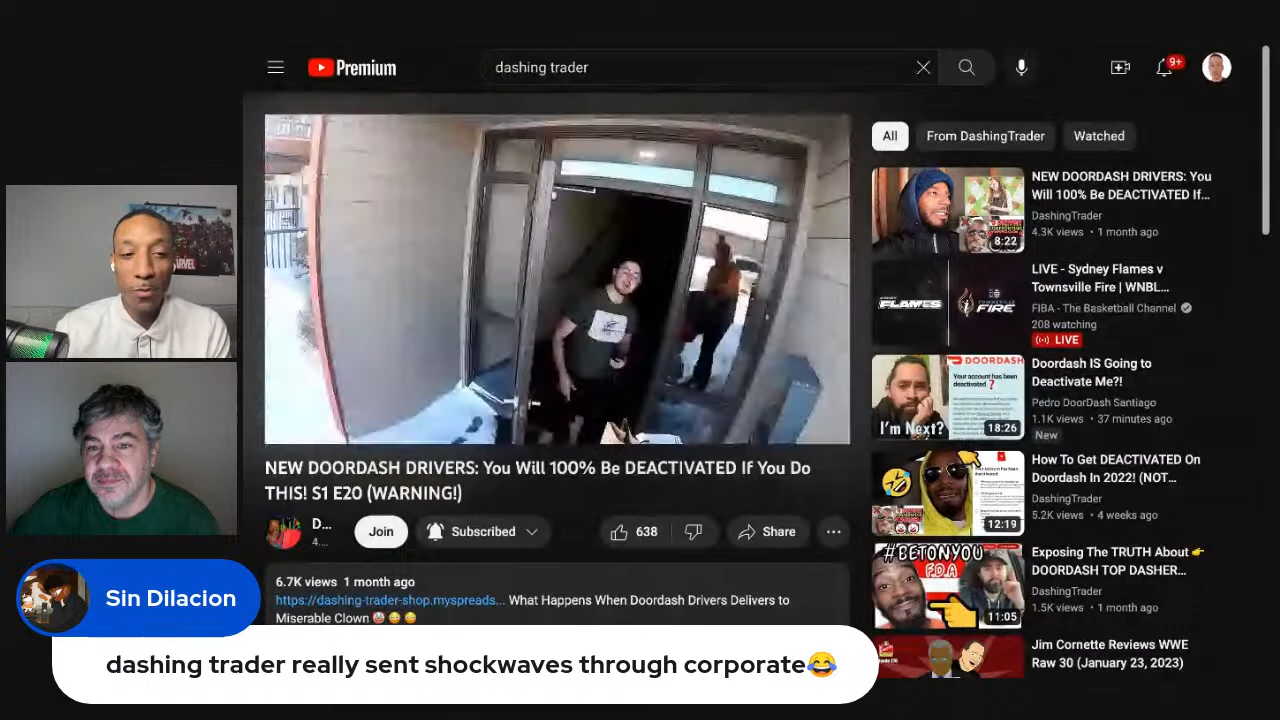 Premium
dashing trader
9+
MARVEL
All
From DashingTrader
Watched
NEW DOORDASH DRIVERS: You
Will 100% Be DEACTIVATED If...
DashingTrader
4.3K views • 1 month ago
8:22
LIVE - Sydney Flames v
Townsville Fire | WNBL...
FIBA - The Basketball Channel
208 watching
LIVE
FLAMES
FIRE
Doordash IS Going to
Deactivate Me?!
Pedro DoorDash Santiago
1.1K views • 37 minutes ago
New
DOORDASH
Your account has been
deactivated ?
I'm Next?
18:26
How To Get DEACTIVATED On
Doordash In 2022! (NOT...
DashingTrader
5.2K views • 4 weeks ago
12:19
Exposing The TRUTH About 👉
DOORDASH TOP DASHER...
DashingTrader
1.5K views • 1 month ago
#BETONYOU
F.D.A
11:05
Jim Cornette Reviews WWE
Raw 30 (January 23, 2023)
NEW DOORDASH DRIVERS: You Will 100% Be DEACTIVATED If You Do
THIS! S1 E20 (WARNING!)
D...
4...
Join
Subscribed
638
Share
6.7K views 1 month ago
https://dashing-trader-shop.myspreads... What Happens When Doordash Drivers Delivers to
Miserable Clown 🤡 😳 😳
Sin Dilacion
dashing trader really sent shockwaves through corporate😂